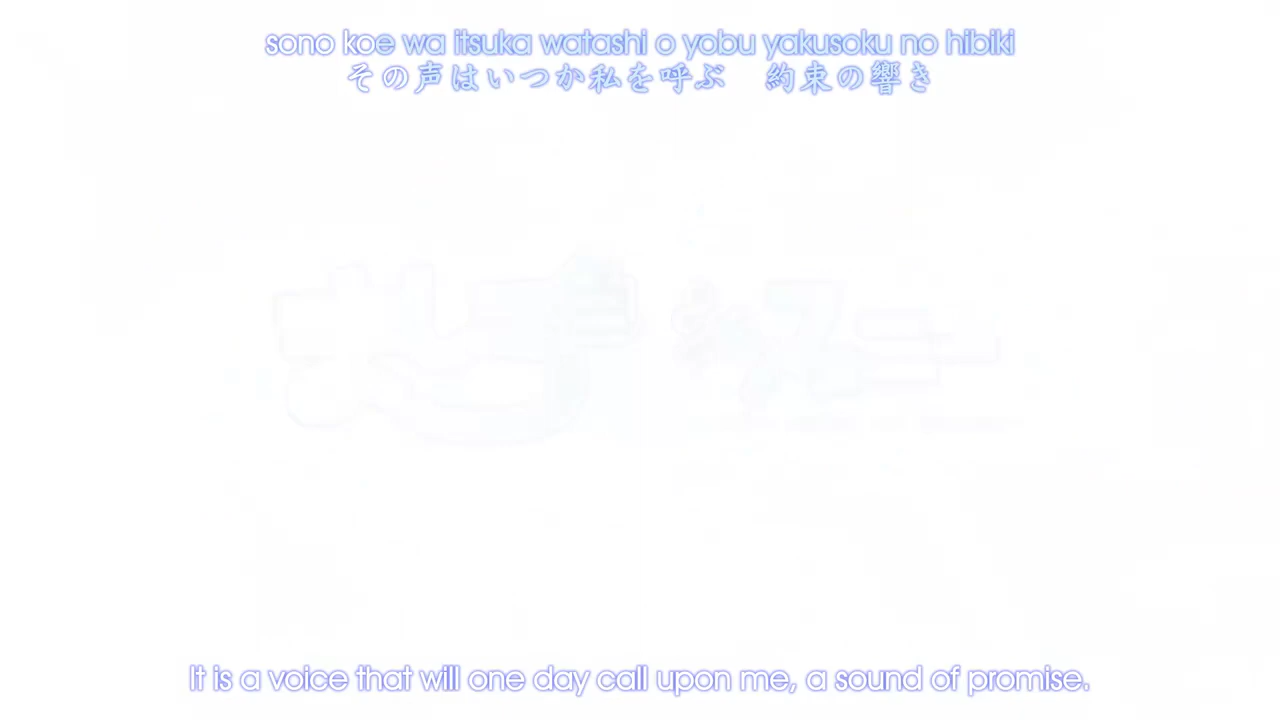 sono koe wa itsuka watashi o yobu yakusoku no hibiki
その声はいつか私を呼ぶ　約束の響き
It is a voice that will one day call upon me, a sound of promise.